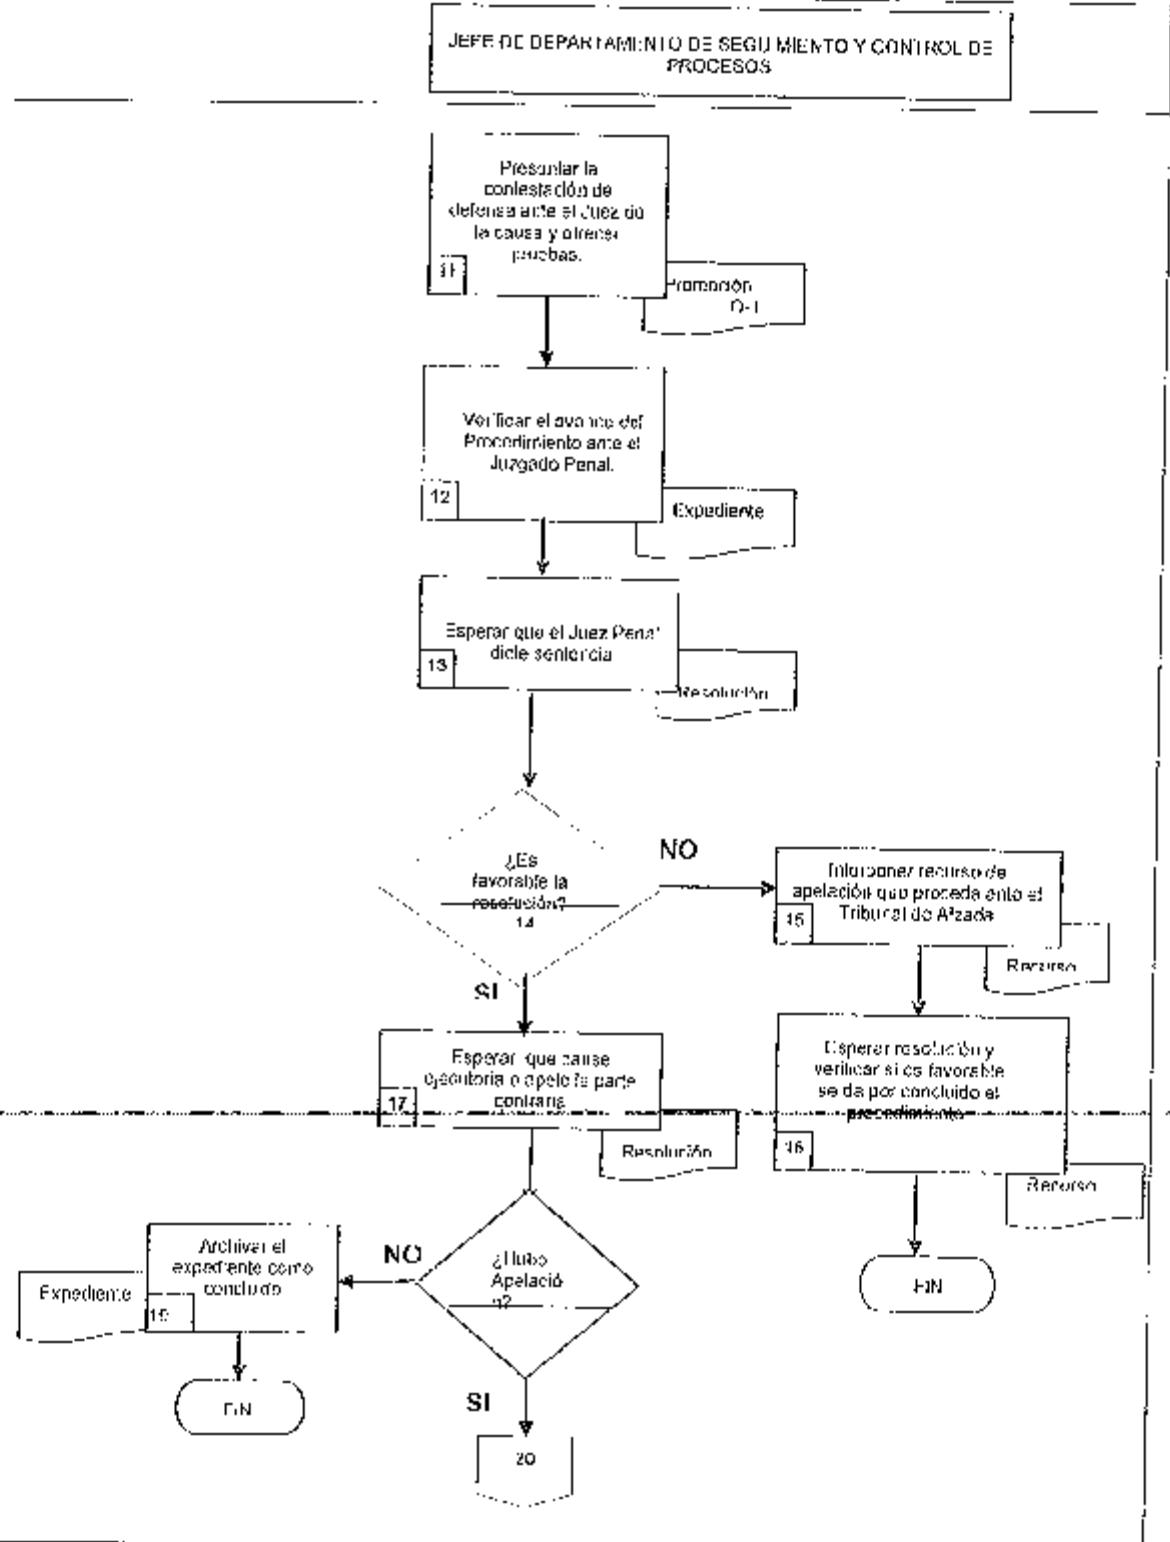 JEFE DE DEPARTAMENTO DE SEGUIMIENTO Y CONTROL DE
PROCESOS
Presentar la
contestación de
defensa ante el Juez de
la causa y ofrecer
pruebas.
11
Promoción
O-1
Verificar el avance del
Procedimiento ante el
Juzgado Penal.
12
Expediente
Esperar que el Juez Penal
dicte sentencia
13
Resolución
¿Es
favorable la
resolución?
14
NO
Interponer recurso de
apelación que proceda ante el
Tribunal de Alzada
15
Recurso
SI
Esperar que cause
ejecutoria o apele la parte
contraria
17
Resolución
Esperar resolución y
verificar si es favorable
se da por concluido el
procedimiento
16
Recurso
FIN
¿Hubo
Apelació
n?
NO
Archivar el
expediente como
concluido
19
Expediente
FIN
SI
20